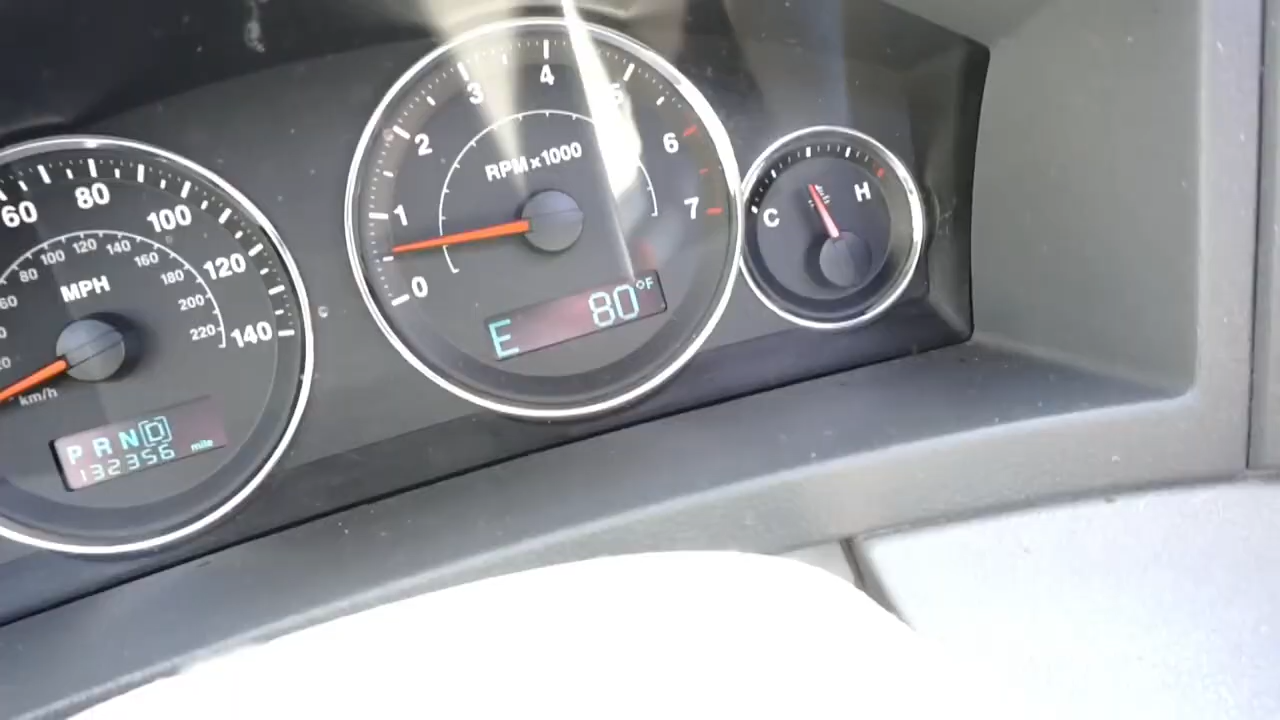 60 80 100 120 140
60 80 100 120 140 160 180 200 220
MPH
km/h
P R N D
132356 mile
0 1 2 3 4 5 6 7
RPM x 1000
E 80°F
C H